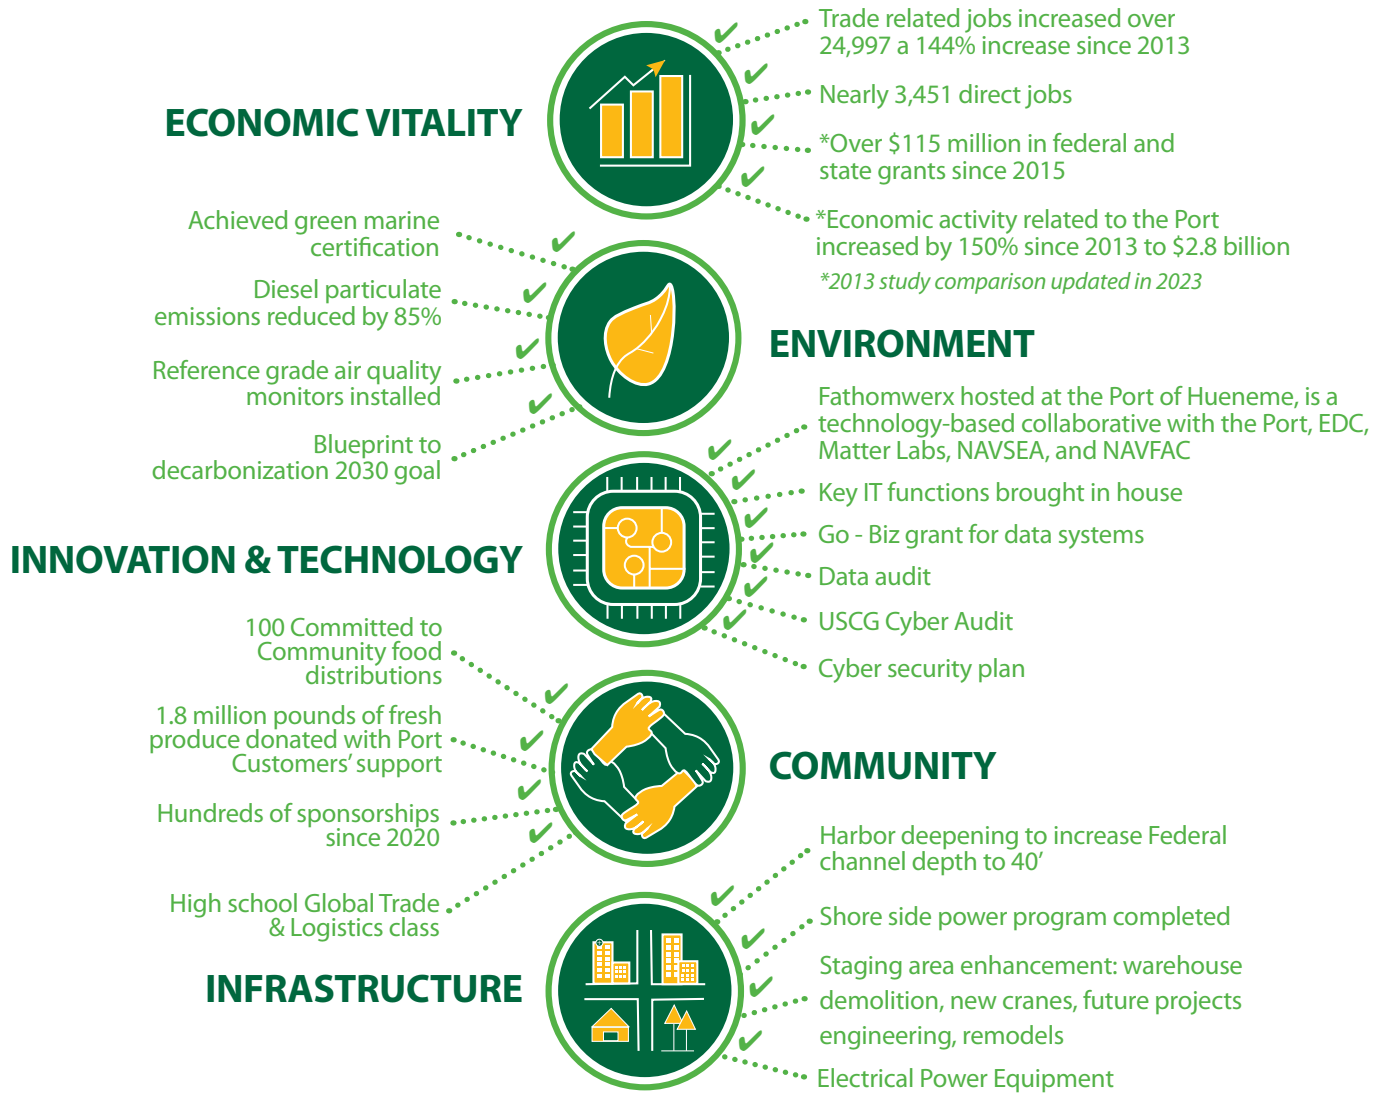 ECONOMIC VITALITY
Trade related jobs increased over
24,997 a 144% increase since 2013
Nearly 3,451 direct jobs
*Over $115 million in federal and
state grants since 2015
*Economic activity related to the Port
increased by 150% since 2013 to $2.8 billion
*2013 study comparison updated in 2023
ENVIRONMENT
Achieved green marine
certification
Diesel particulate
emissions reduced by 85%
Reference grade air quality
monitors installed
Blueprint to
decarbonization 2030 goal
INNOVATION & TECHNOLOGY
Fathomwerx hosted at the Port of Hueneme, is a
technology-based collaborative with the Port, EDC,
Matter Labs, NAVSEA, and NAVFAC
Key IT functions brought in house
Go - Biz grant for data systems
Data audit
USCG Cyber Audit
Cyber security plan
COMMUNITY
100 Committed to
Community food
distributions
1.8 million pounds of fresh
produce donated with Port
Customers’ support
Hundreds of sponsorships
since 2020
High school Global Trade
& Logistics class
INFRASTRUCTURE
Harbor deepening to increase Federal
channel depth to 40’
Shore side power program completed
Staging area enhancement: warehouse
demolition, new cranes, future projects
engineering, remodels
Electrical Power Equipment